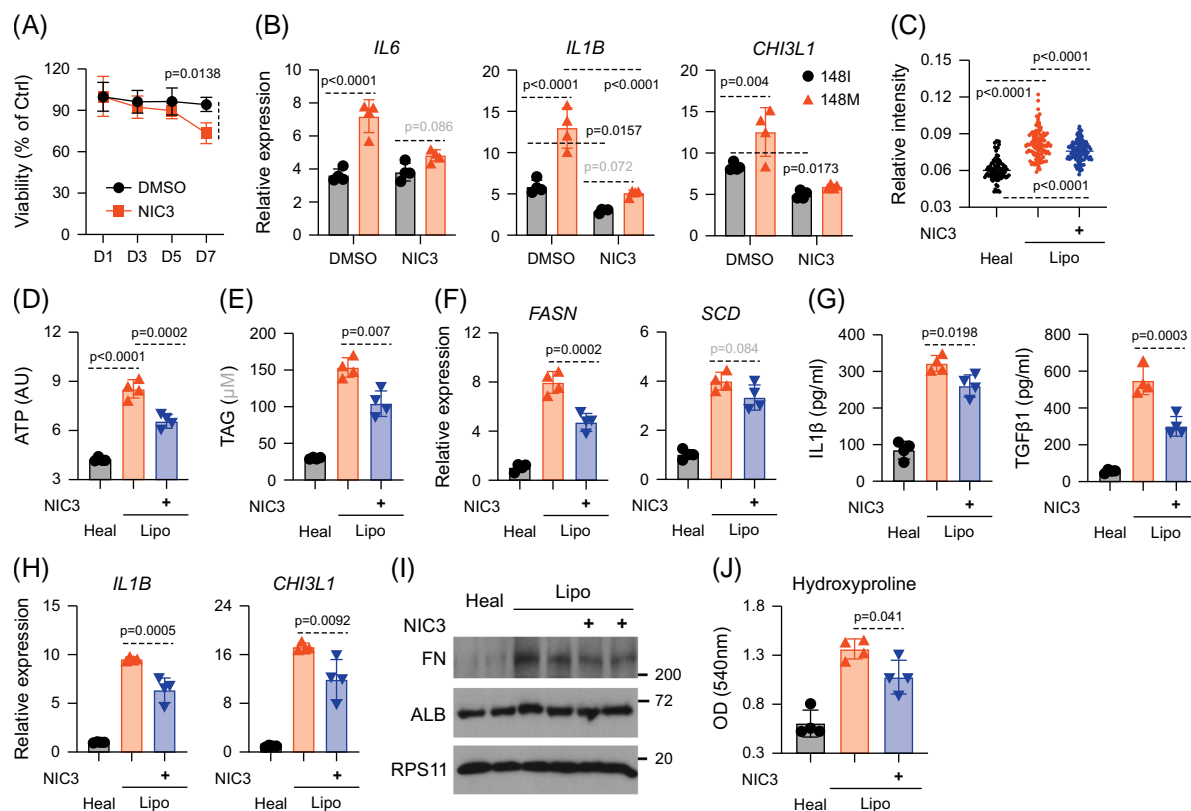 (A)
Viability (% of Ctrl)
120
90
60
30
0
p=0.0138
DMSO
NIC3
D1 D3 D5 D7
(B)
Relative expression
IL6
8
6
4
2
0
p<0.0001
p=0.086
DMSO NIC3
IL1B
20
15
10
5
0
p<0.0001
p<0.0001
p=0.0157
p=0.072
DMSO NIC3
CHI3L1
20
15
10
5
0
p=0.004
p=0.0173
148I
148M
DMSO NIC3
(C)
Relative intensity
0.15
0.12
0.09
0.06
0.03
p<0.0001
p<0.0001
p<0.0001
NIC3 +
Heal Lipo
(D)
ATP (AU)
12
9
6
3
p=0.0002
p<0.0001
NIC3 +
Heal Lipo
(E)
TAG (µM)
200
150
100
50
0
p=0.007
+
Heal Lipo
(F)
Relative expression
FASN
12
9
6
3
0
p=0.0002
NIC3 +
Heal Lipo
SCD
6
4
2
0
p=0.084
+
Heal Lipo
(G)
IL1β (pg/ml)
400
300
200
100
0
p=0.0198
NIC3 +
Heal Lipo
TGFβ1 (pg/ml)
800
600
400
200
0
p=0.0003
+
Heal Lipo
(H)
Relative expression
IL1B
15
10
5
0
p=0.0005
NIC3 +
Heal Lipo
CHI3L1
24
16
8
0
p=0.0092
+
Heal Lipo
(I)
Heal Lipo
NIC3 + +
FN
200
72
ALB
20
RPS11
(J)
Hydroxyproline
OD (540nm)
1.8
1.3
0.8
0.3
p=0.041
NIC3 +
Heal Lipo